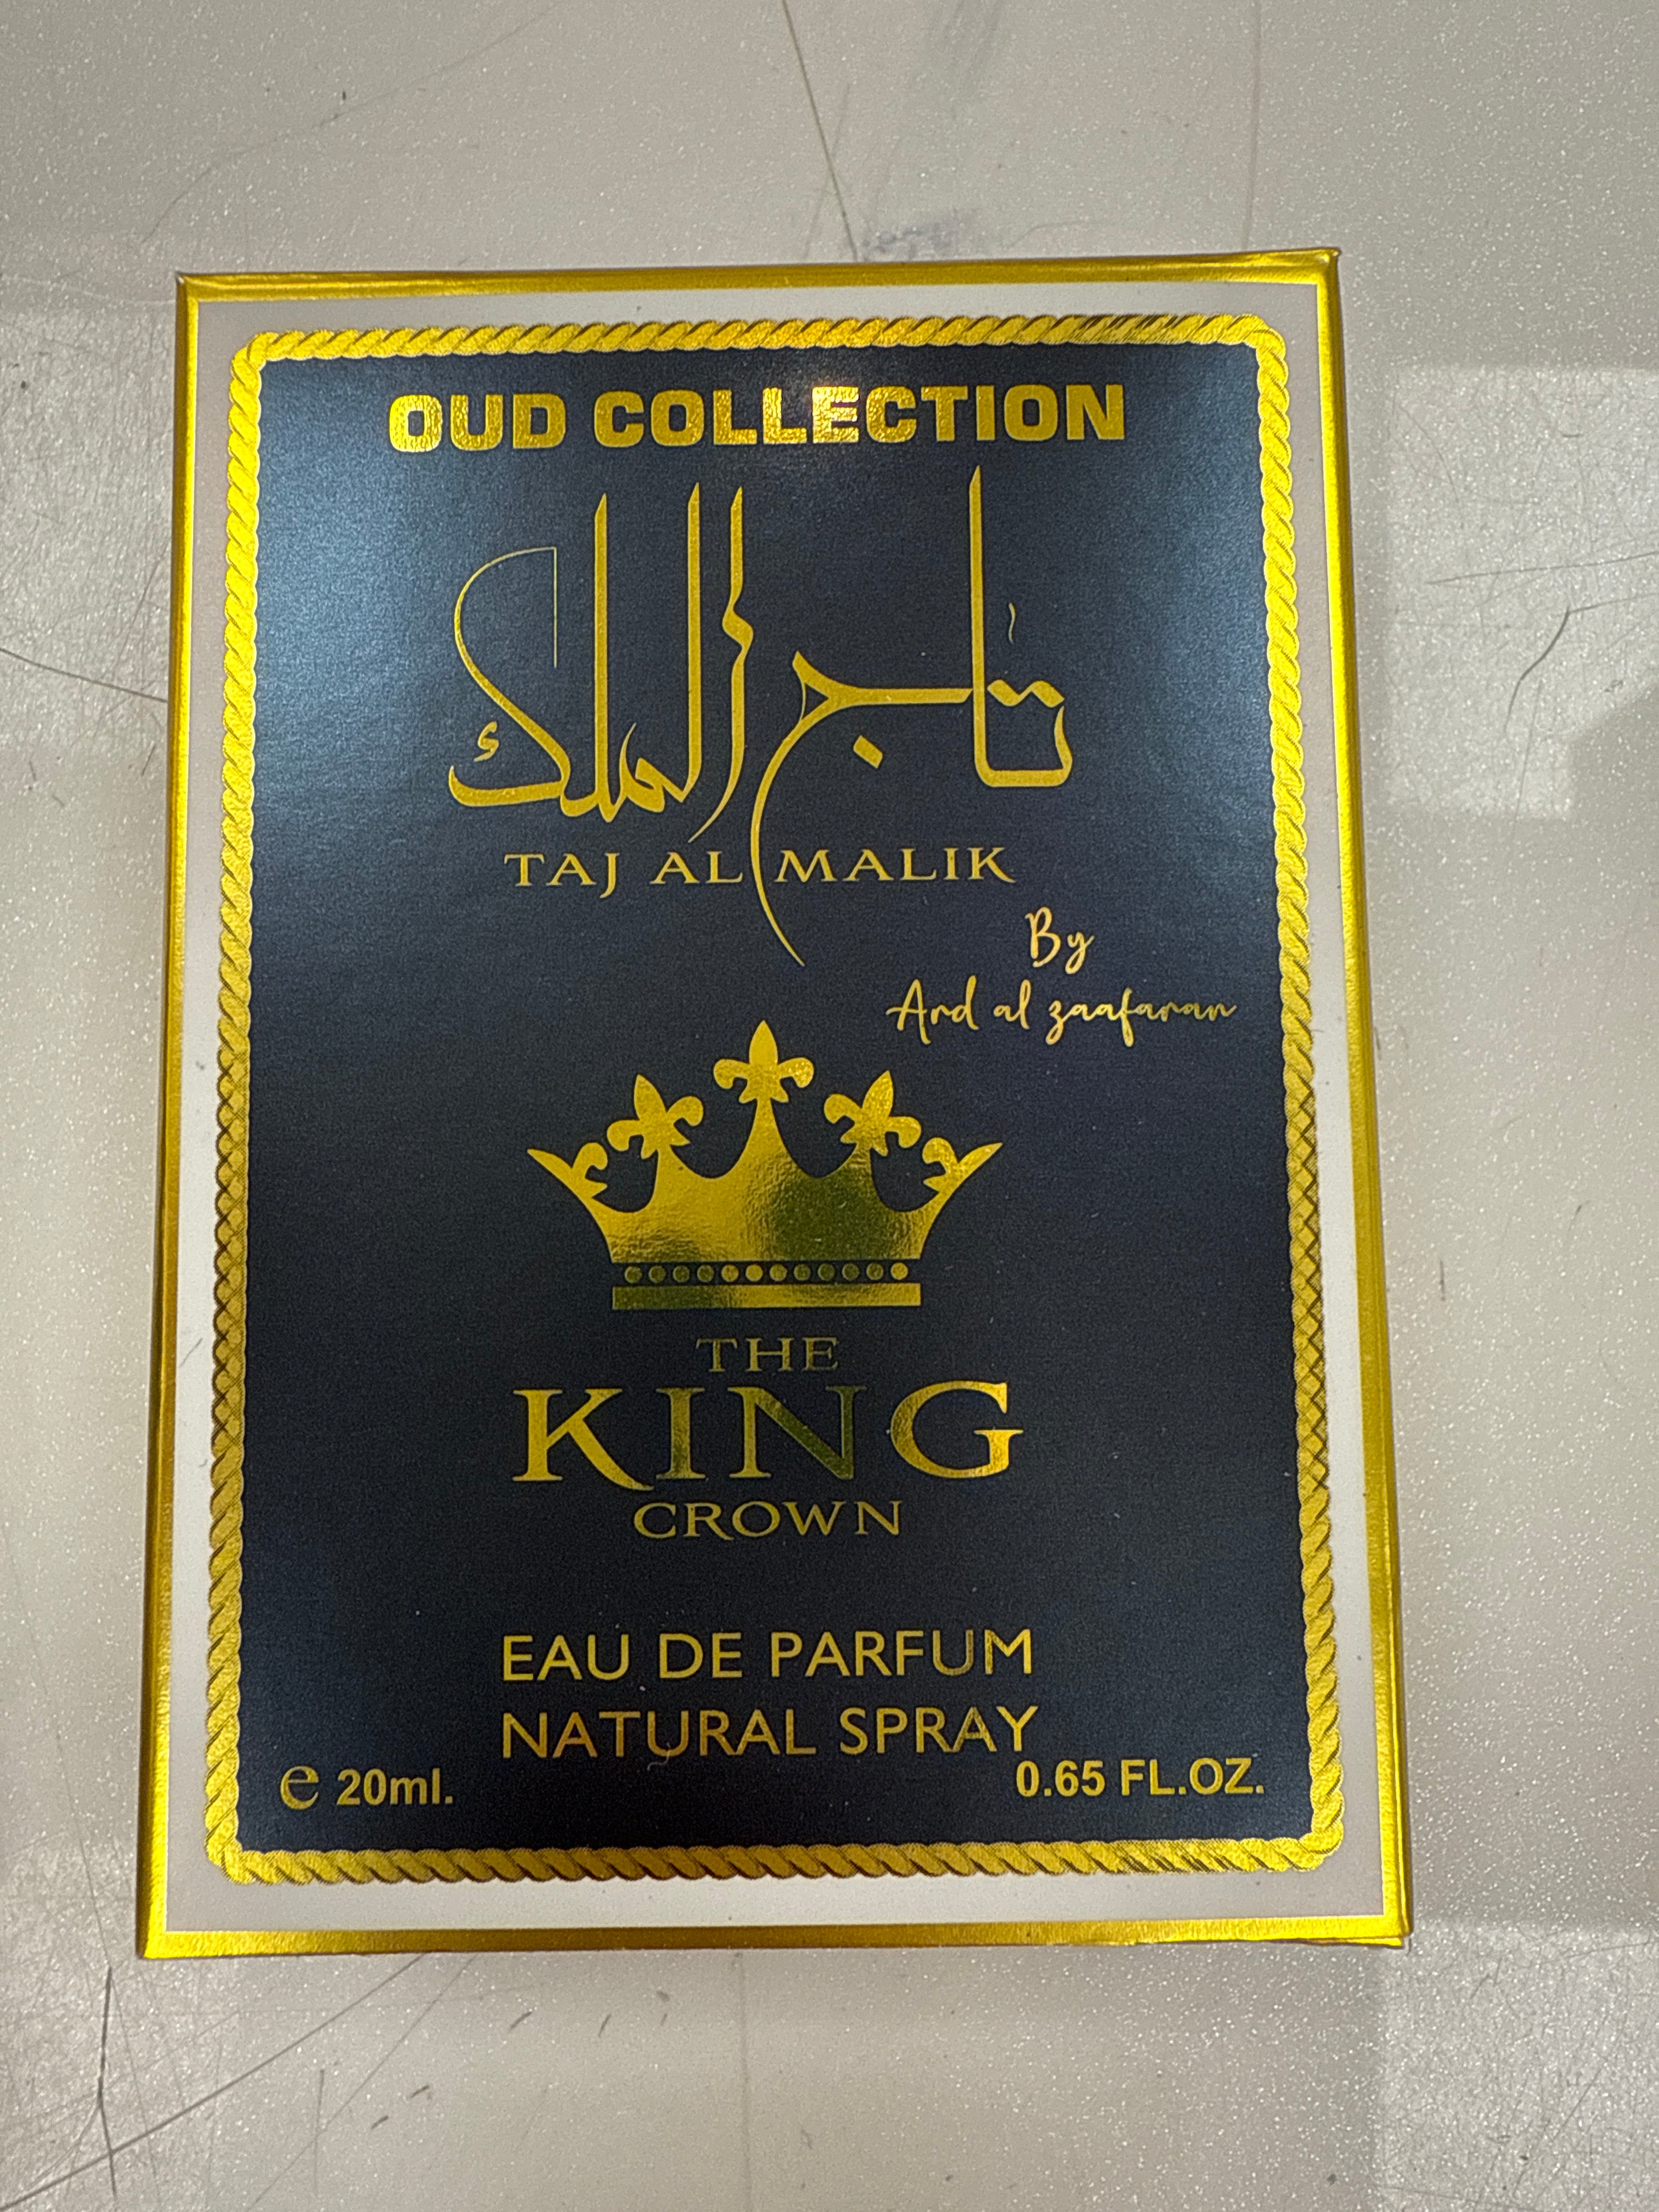 OUD COLLECTION
تاج الملك
TAJ AL MALIK
By
Ard al zaafaran
THE
KING
CROWN
EAU DE PARFUM
NATURAL SPRAY
e 20ml.
0.65 FL.OZ.